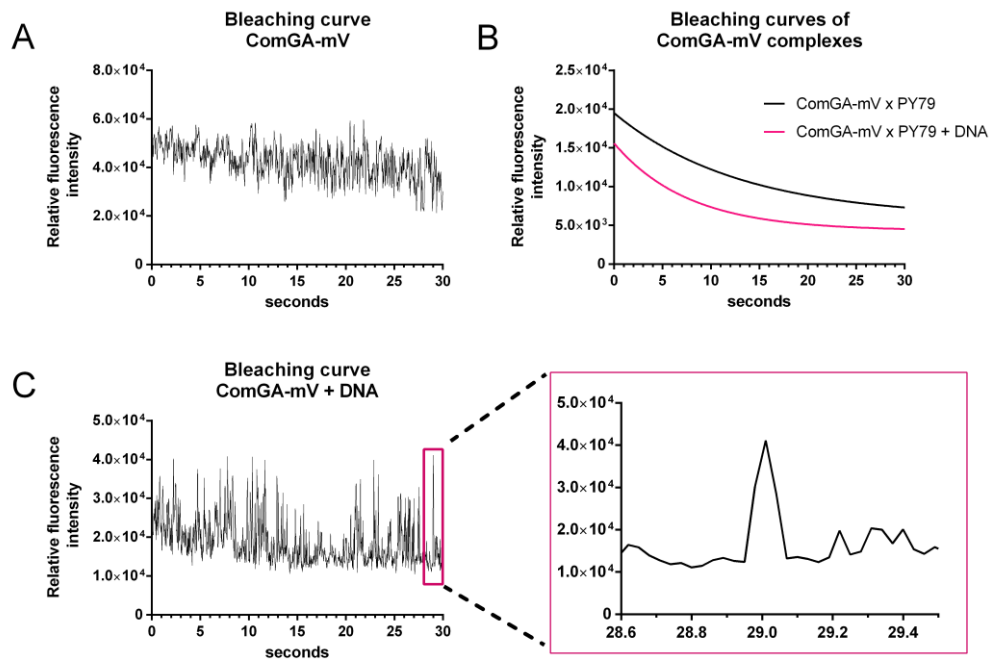 A
Bleaching curve
ComGA-mV
Relative fluorescence
intensity
8.0×10⁴
6.0×10⁴
4.0×10⁴
2.0×10⁴
0
0 5 10 15 20 25 30
seconds
B
Bleaching curves of
ComGA-mV complexes
Relative fluorescence
intensity
2.5×10⁴
2.0×10⁴
1.5×10⁴
1.0×10⁴
5.0×10³
0
0 5 10 15 20 25 30
seconds
ComGA-mV x PY79
ComGA-mV x PY79 + DNA
C
Bleaching curve
ComGA-mV + DNA
Relative fluorescence
intensity
5.0×10⁴
4.0×10⁴
3.0×10⁴
2.0×10⁴
1.0×10⁴
0
0 5 10 15 20 25 30
seconds
5.0×10⁴
4.0×10⁴
3.0×10⁴
2.0×10⁴
1.0×10⁴
0
28.6 28.8 29.0 29.2 29.4